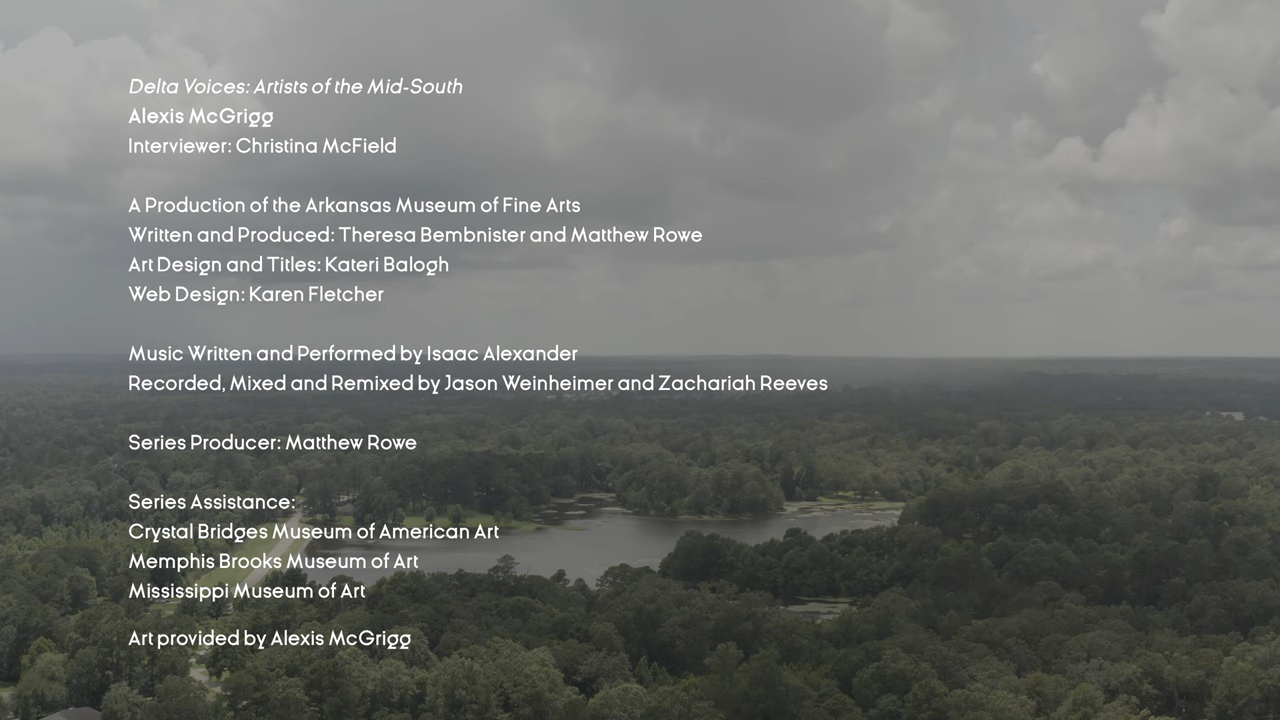 Delta Voices: Artists of the Mid-South
Alexis McGrigg
Interviewer: Christina McField
A Production of the Arkansas Museum of Fine Arts
Written and Produced: Theresa Bembnister and Matthew Rowe
Art Design and Titles: Kateri Balogh
Web Design: Karen Fletcher
Music Written and Performed by Isaac Alexander
Recorded, Mixed and Remixed by Jason Weinheimer and Zachariah Reeves
Series Producer: Matthew Rowe
Series Assistance:
Crystal Bridges Museum of American Art
Memphis Brooks Museum of Art
Mississippi Museum of Art
Art provided by Alexis McGrigg